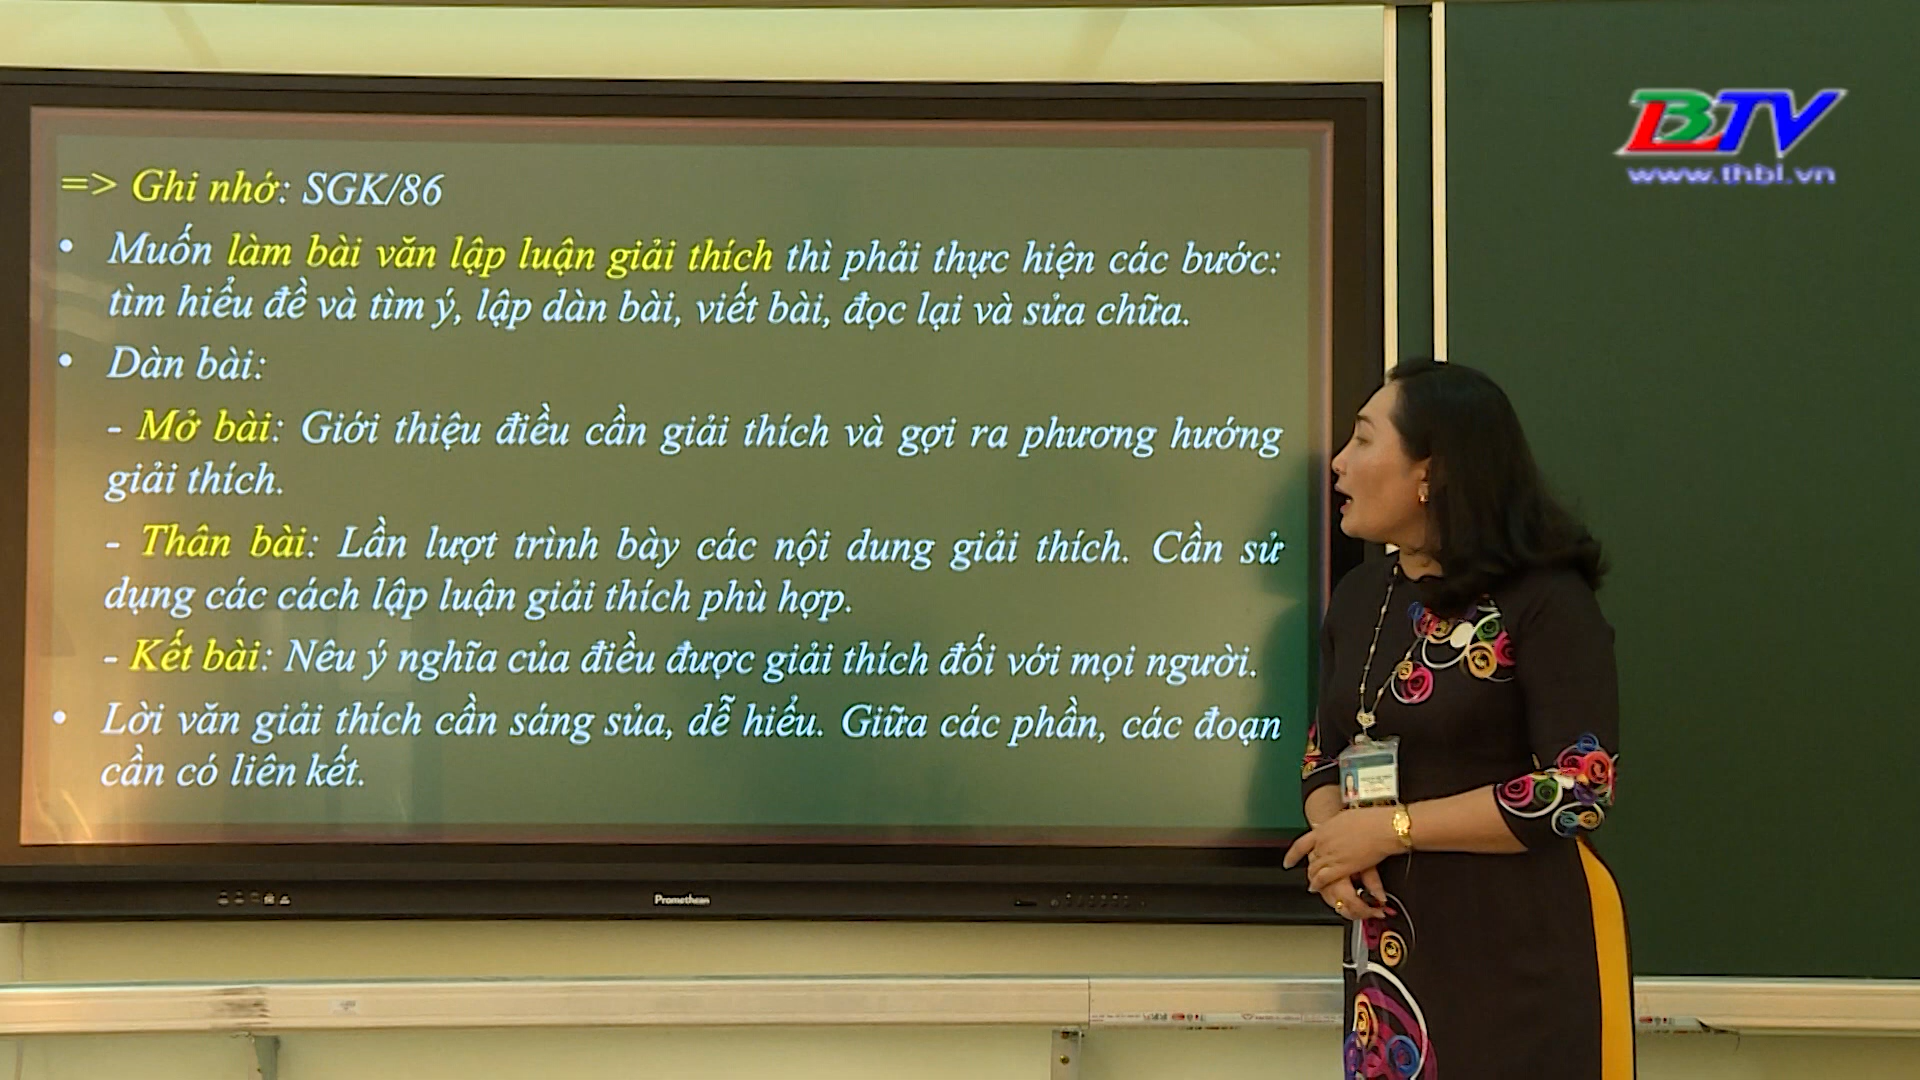 BTV
www.thbl.vn
=> Ghi nhớ: SGK/86
• Muốn làm bài văn lập luận giải thích thì phải thực hiện các bước:
tìm hiểu đề và tìm ý, lập dàn bài, viết bài, đọc lại và sửa chữa.
• Dàn bài:
- Mở bài: Giới thiệu điều cần giải thích và gợi ra phương hướng
giải thích.
- Thân bài: Lần lượt trình bày các nội dung giải thích. Cần sử
dụng các cách lập luận giải thích phù hợp.
- Kết bài: Nêu ý nghĩa của điều được giải thích đối với mọi người.
• Lời văn giải thích cần sáng sủa, dễ hiểu. Giữa các phần, các đoạn
cần có liên kết.
Promethean